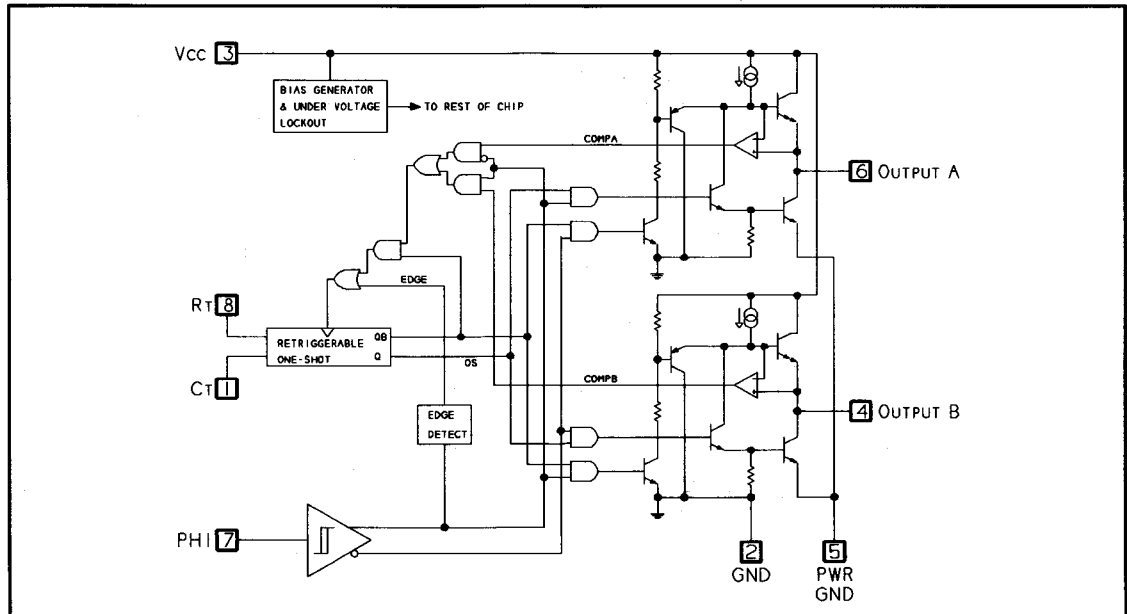 VCC 3
BIAS GENERATOR
& UNDER VOLTAGE
LOCKOUT
TO REST OF CHIP
COMPA
6 OUTPUT A
EDGE
RT 8
RETRIGGERABLE
ONE-SHOT
QB
Q
OS
CT 1
COMPB
4 OUTPUT B
EDGE
DETECT
PHI 7
2
GND
5
PWR
GND